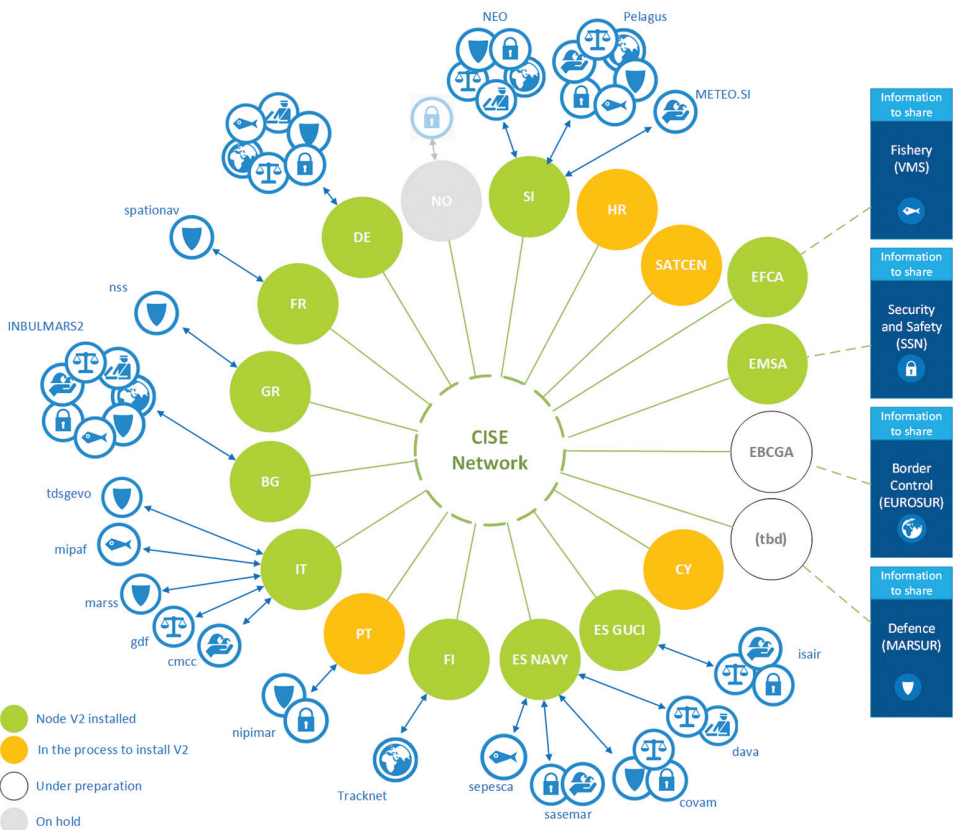 NEO
Pelagus
METEO.SI
spationav
nss
INBULMARS2
tdsgevo
mipaf
marss
gdf
cmcc
nipimar
Tracknet
sepesca
sasemar
covam
dava
isair
NO
SI
HR
SATCEN
EFCA
EMSA
EBCGA
(tbd)
CY
ES GUCI
ES NAVY
FI
PT
IT
BG
GR
FR
DE
CISE
Network
Information
to share
Fishery
(VMS)
Information
to share
Security
and Safety
(SSN)
Information
to share
Border
Control
(EUROSUR)
Information
to share
Defence
(MARSUR)
Node V2 installed
In the process to install V2
Under preparation
On hold